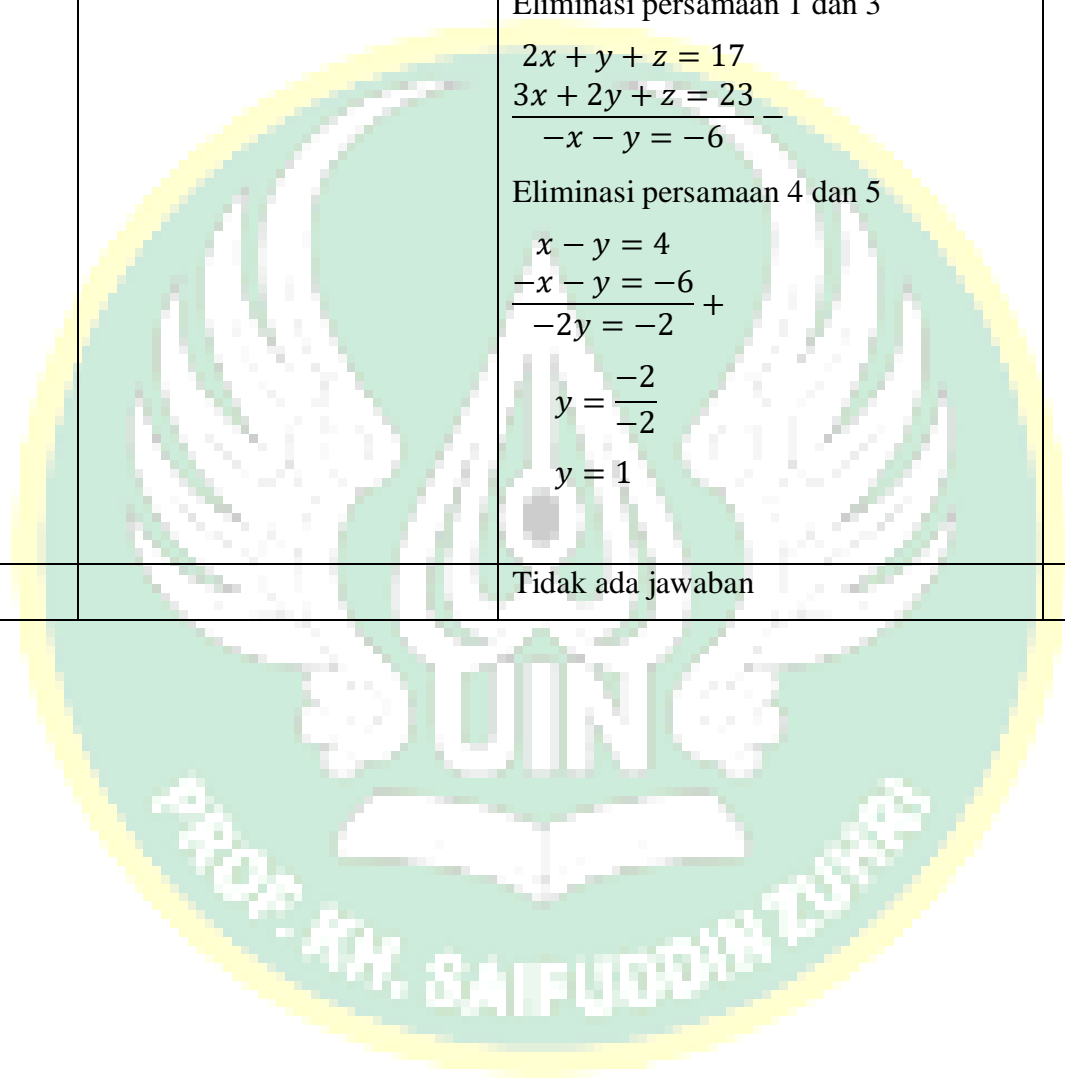 Eliminasi persamaan 1 dan 3
2x + y + z = 17
3x + 2y + z = 23 −
−x − y = −6
Eliminasi persamaan 4 dan 5
x − y = 4
−x − y = −6 +
−2y = −2
y = −2/−2
y = 1
Tidak ada jawaban
UIN
PROF. KH. SAIFUDDIN ZUHRI